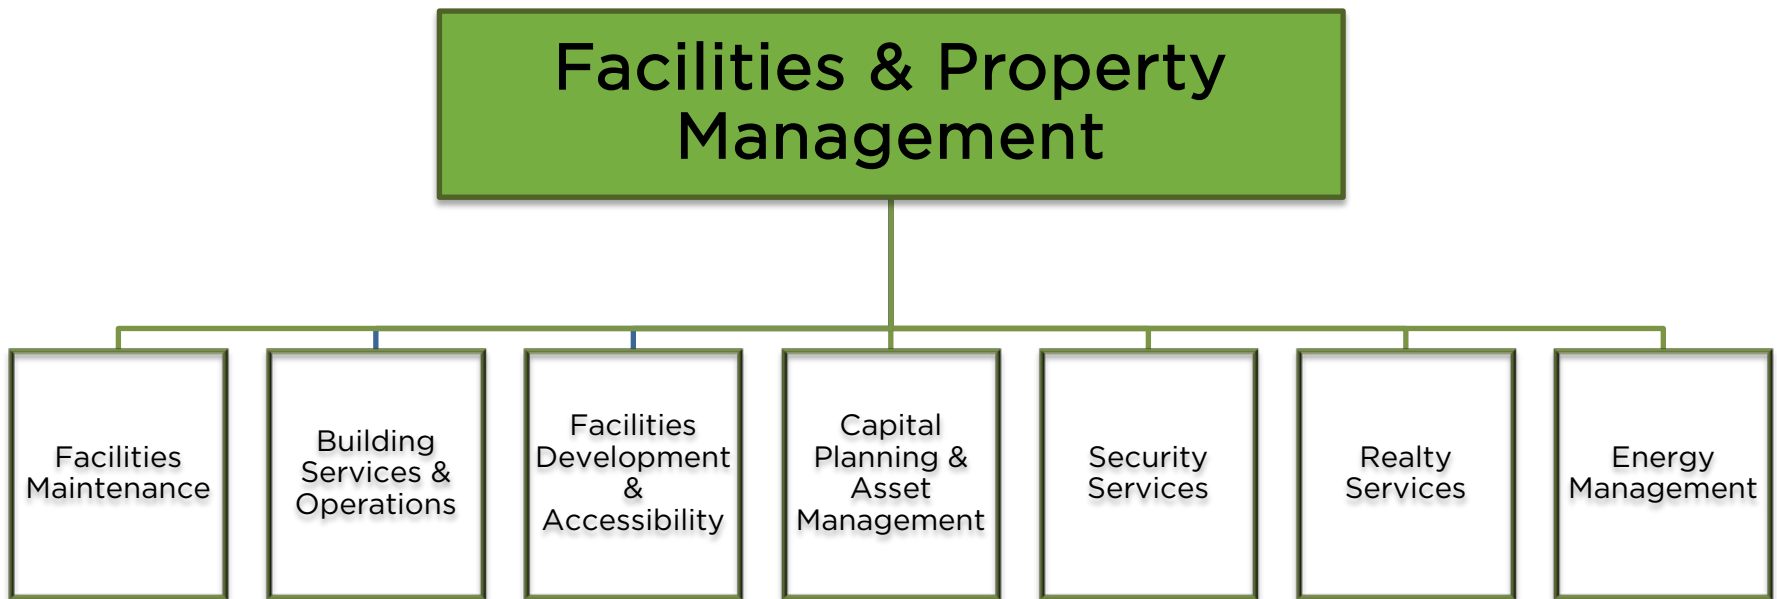 Facilities & Property
Management
Facilities
Maintenance
Building
Services &
Operations
Facilities
Development
&
Accessibility
Capital
Planning &
Asset
Management
Security
Services
Realty
Services
Energy
Management